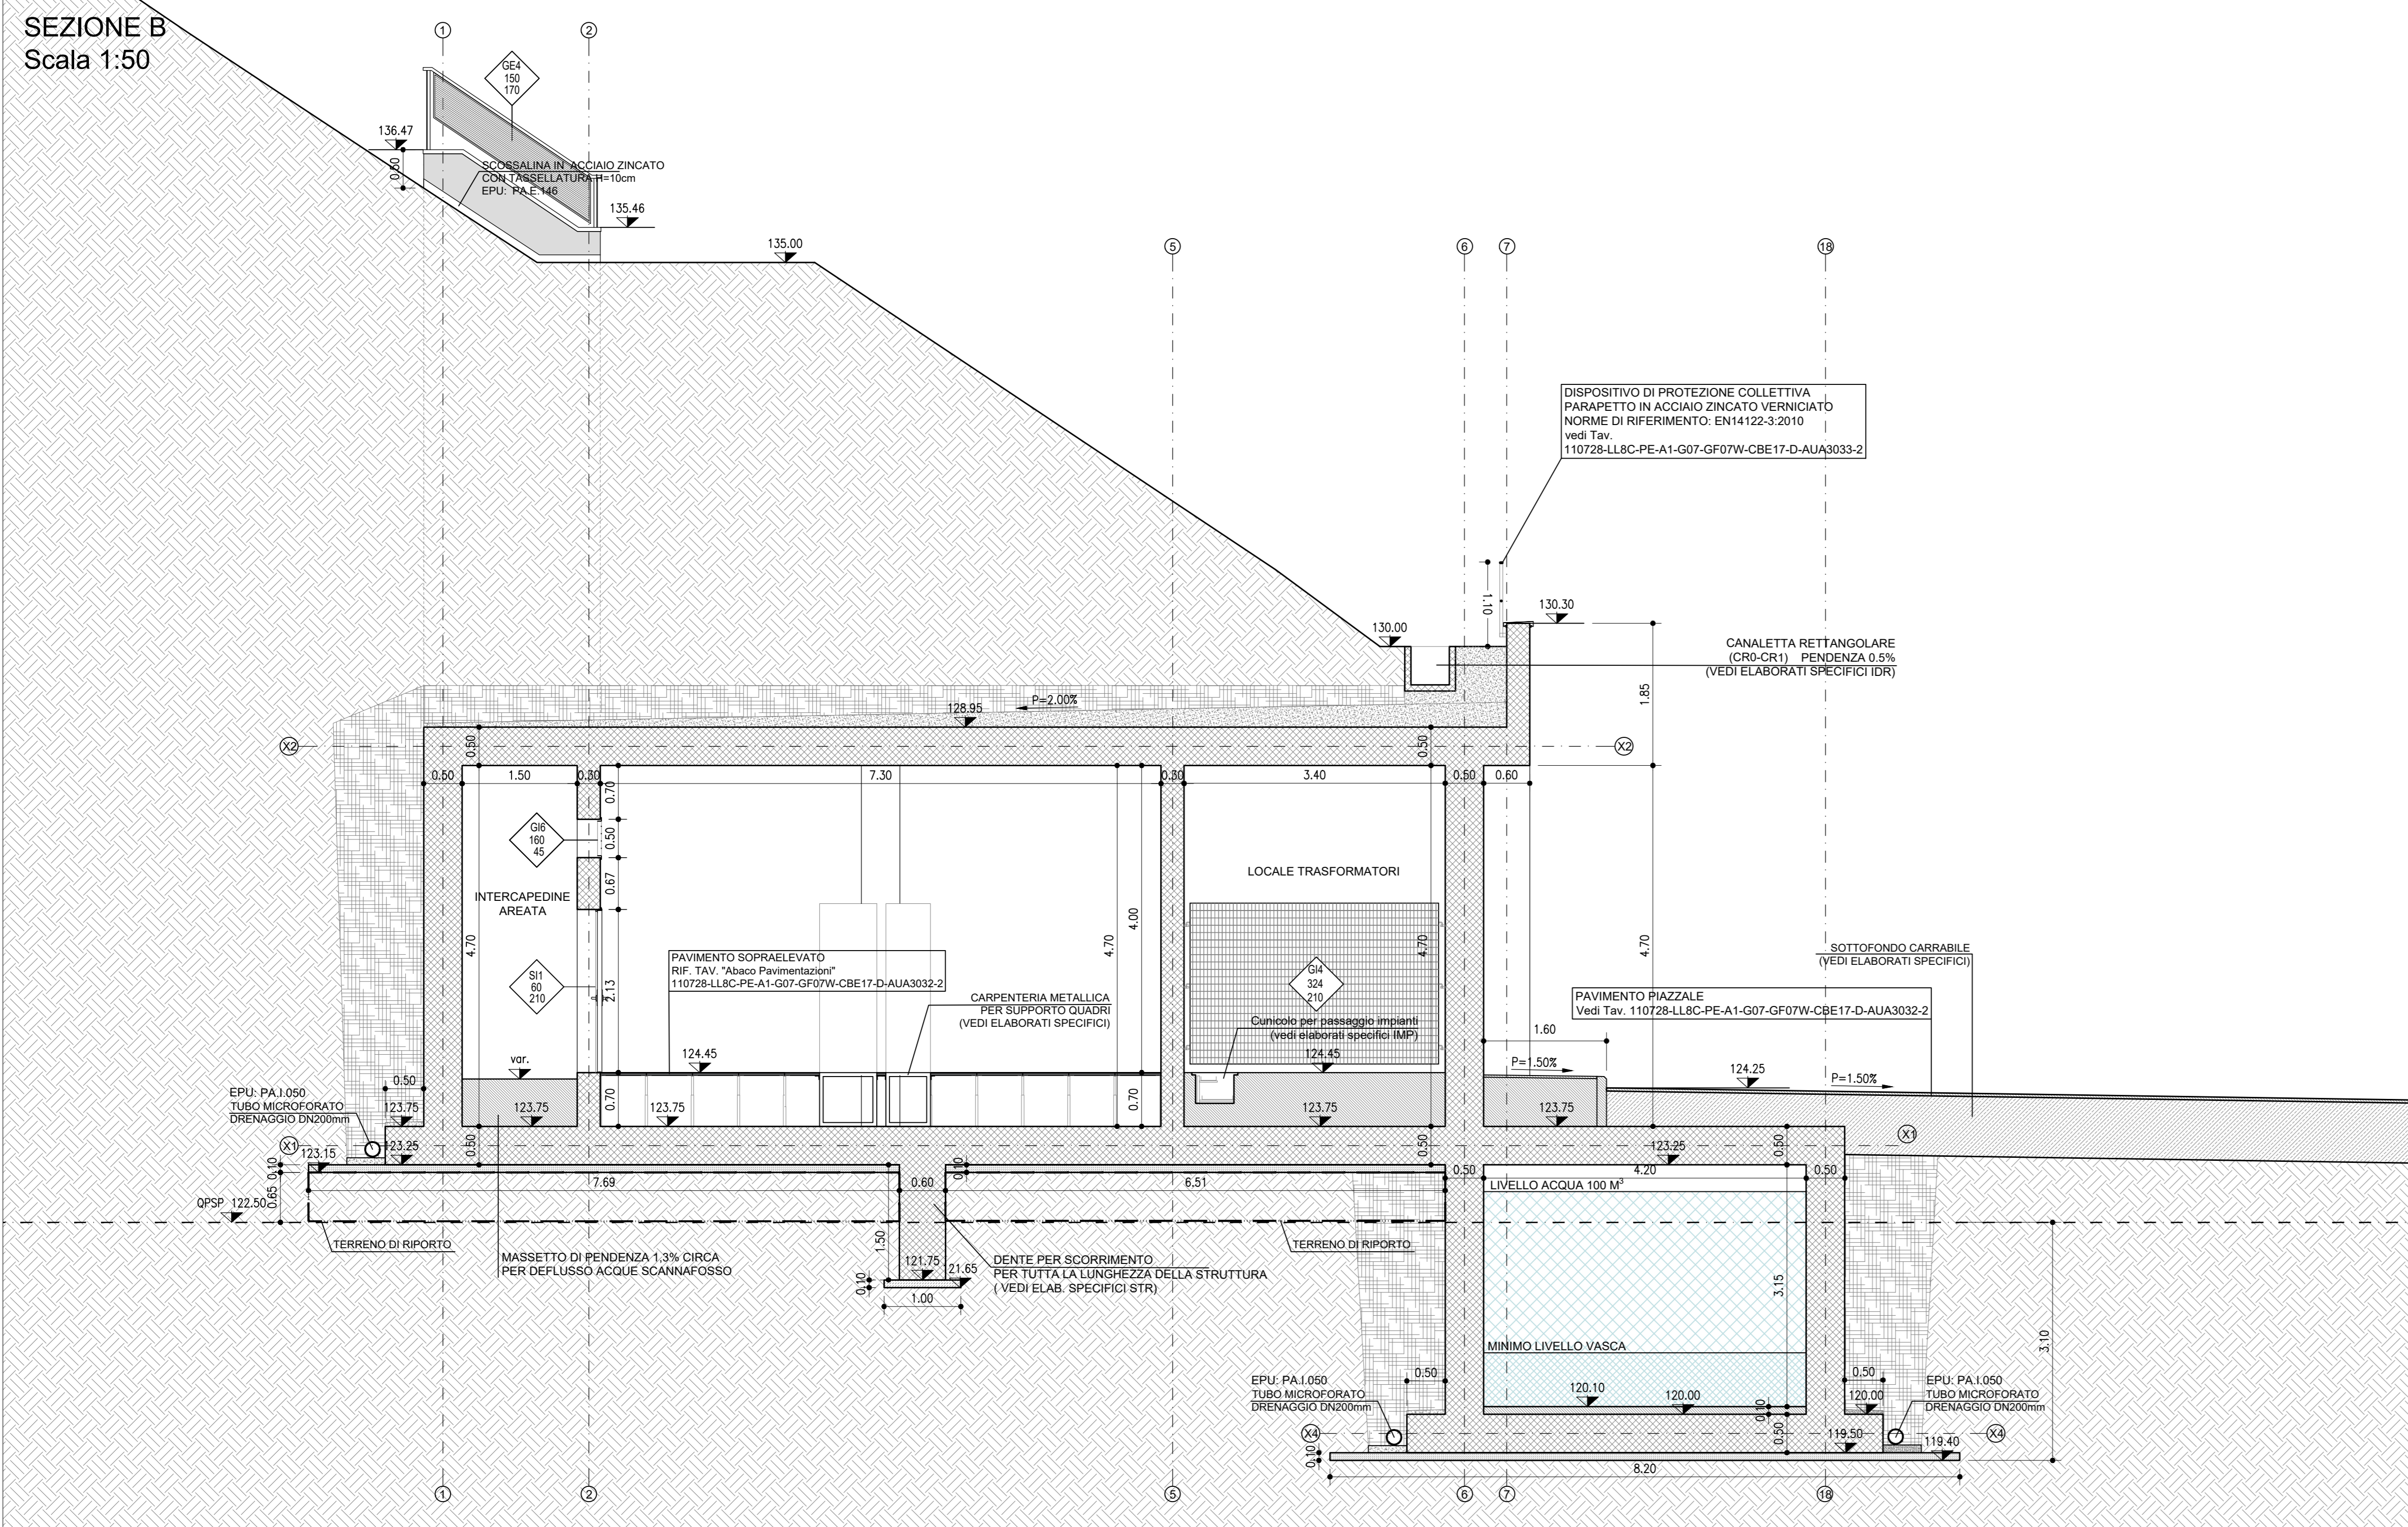 SEZIONE B
Scala 1:50
1
2
GE4
150
170
136.47
0.50
SCOSSALINA IN ACCIAIO ZINCATO
CON TASSELLATURA H=10cm
EPU: PA.E.146
135.46
135.00
5
6
7
18
DISPOSITIVO DI PROTEZIONE COLLETTIVA
PARAPETTO IN ACCIAIO ZINCATO VERNICIATO
NORME DI RIFERIMENTO: EN14122-3:2010
vedi Tav.
110728-LL8C-PE-A1-G07-GF07W-CBE17-D-AUA3033-2
1.10
130.30
130.00
CANALETTA RETTANGOLARE
(CR0-CR1) PENDENZA 0.5%
(VEDI ELABORATI SPECIFICI IDR)
1.85
P=2.00%
128.95
X2
0.50
0.50
X2
0.50
1.50
0.30
7.30
0.30
3.40
0.50
0.60
0.70
GI6
160
45
0.50
0.67
INTERCAPEDINE
AREATA
LOCALE TRASFORMATORI
4.70
4.70
4.00
4.70
4.70
SI1
60
210
2.13
PAVIMENTO SOPRAELEVATO
RIF. TAV. "Abaco Pavimentazioni"
110728-LL8C-PE-A1-G07-GF07W-CBE17-D-AUA3032-2
CARPENTERIA METALLICA
PER SUPPORTO QUADRI
(VEDI ELABORATI SPECIFICI)
GI4
324
210
Cunicolo per passaggio impianti
(vedi elaborati specifici IMP)
SOTTOFONDO CARRABILE
(VEDI ELABORATI SPECIFICI)
PAVIMENTO PIAZZALE
Vedi Tav. 110728-LL8C-PE-A1-G07-GF07W-CBE17-D-AUA3032-2
1.60
var.
124.45
124.45
P=1.50%
124.25
P=1.50%
EPU: PA.I.050
TUBO MICROFORATO
DRENAGGIO DN200mm
0.50
123.75
123.75
0.70
123.75
0.70
123.75
123.75
X1
123.25
0.50
0.50
123.25
0.50
X1
123.15
0.10
0.65
7.69
0.60
0.10
6.51
0.50
4.20
0.50
QPSP 122.50
LIVELLO ACQUA 100 M³
TERRENO DI RIPORTO
MASSETTO DI PENDENZA 1,3% CIRCA
PER DEFLUSSO ACQUE SCANNAFOSSO
1.50
DENTE PER SCORRIMENTO
PER TUTTA LA LUNGHEZZA DELLA STRUTTURA
( VEDI ELAB. SPECIFICI STR)
TERRENO DI RIPORTO
121.75
21.65
0.10
1.00
3.15
3.10
MINIMO LIVELLO VASCA
EPU: PA.I.050
TUBO MICROFORATO
DRENAGGIO DN200mm
0.50
120.10
120.00
0.10
0.50
120.00
EPU: PA.I.050
TUBO MICROFORATO
DRENAGGIO DN200mm
X4
0.50
119.50
119.40
X4
0.10
8.20
1
2
5
6
7
18